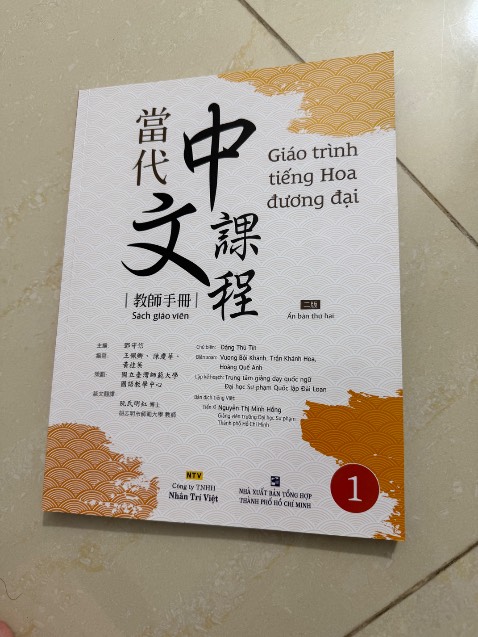 當代
中文
課程
Giáo trình
tiếng Hoa
đương đại
教師手冊
Sách giáo viên
二版
Ấn bản thứ hai
主編 鄧守信
編寫 王佩卿、陳慶華、
黃桂英
策劃 國立臺灣師範大學
國語教學中心
越文翻譯 阮氏明紅 博士
胡志明市師範大學 教師
Chủ biên: Đặng Thủ Tín
Biên soạn: Vương Bội Khanh, Trần Khánh Hoa,
Hoàng Quế Anh
Lập kế hoạch: Trung tâm giảng dạy quốc ngữ
Đại học Sư phạm Quốc lập Đài Loan
Bản dịch tiếng Việt
Tiến sĩ Nguyễn Thị Minh Hồng
Giảng viên trường Đại học Sư phạm
Thành phố Hồ Chí Minh
NTV
Công ty TNHH
Nhân Trí Việt
NHÀ XUẤT BẢN TỔNG HỢP
THÀNH PHỐ HỒ CHÍ MINH
1